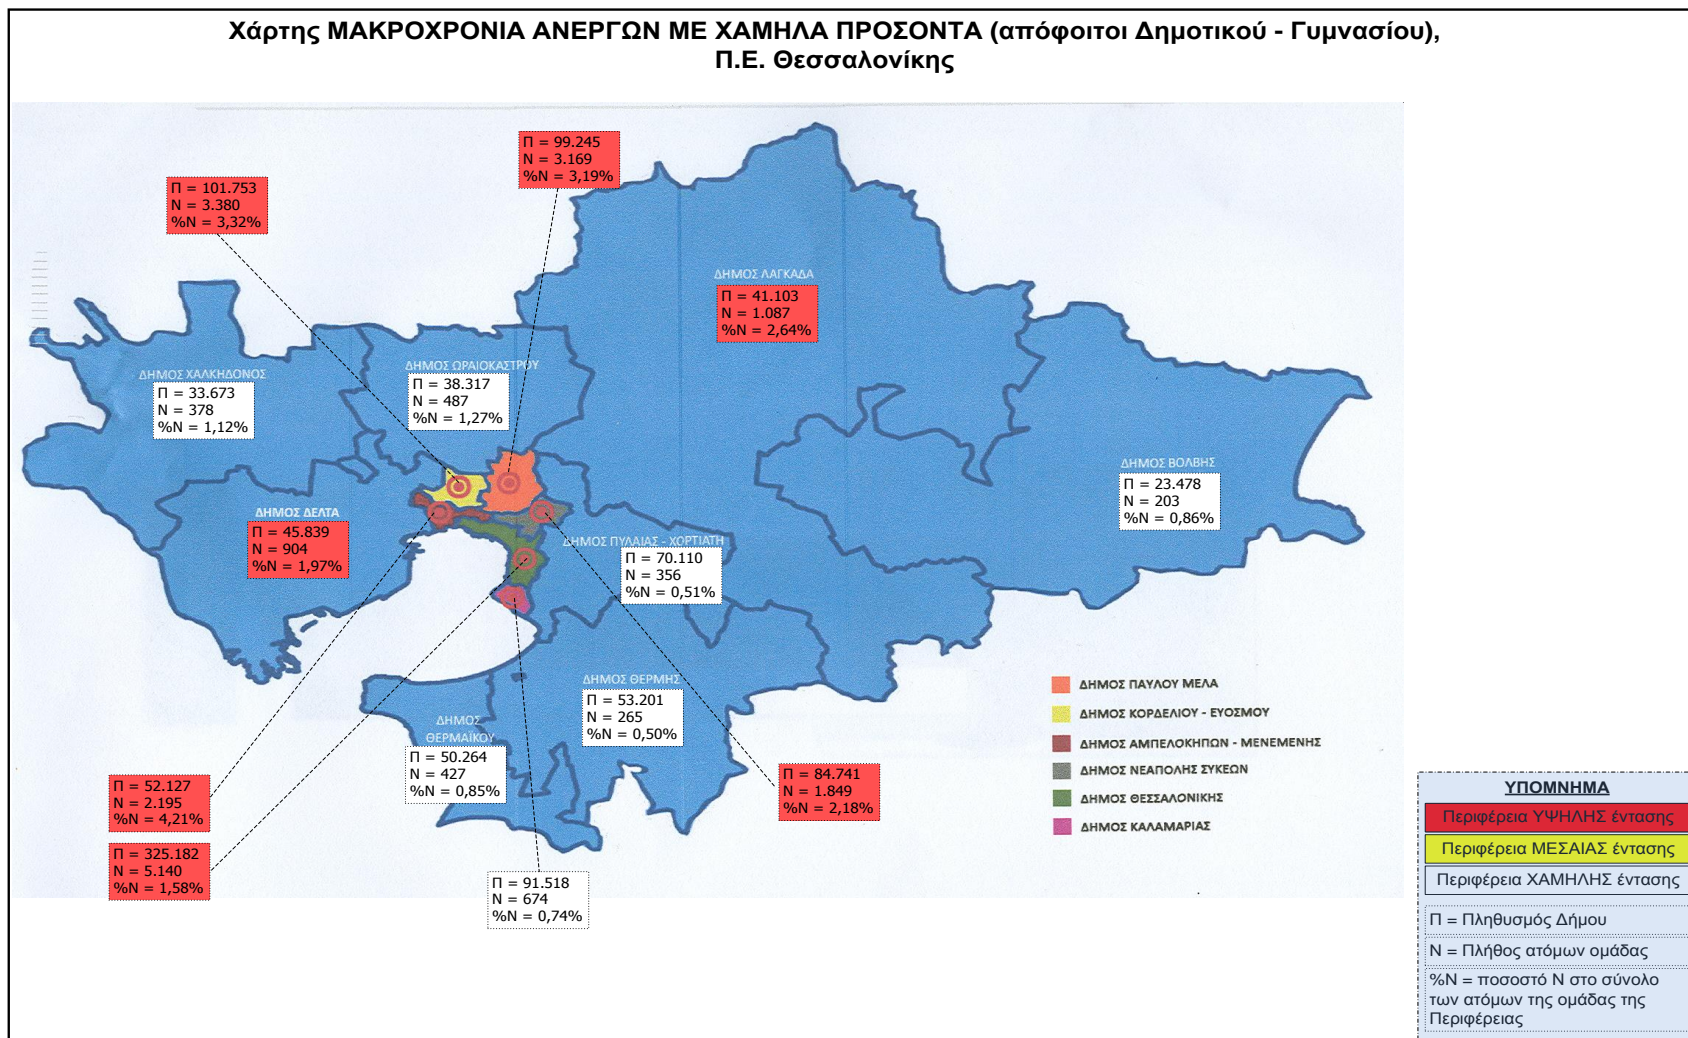 Χάρτης ΜΑΚΡΟΧΡΟΝΙΑ ΑΝΕΡΓΩΝ ΜΕ ΧΑΜΗΛΑ ΠΡΟΣΟΝΤΑ (απόφοιτοι Δημοτικού - Γυμνασίου),
Π.Ε. Θεσσαλονίκης
Π = 99.245
Ν = 3.169
%Ν = 3,19%
Π = 101.753
Ν = 3.380
%Ν = 3,32%
ΔΗΜΟΣ ΛΑΓΚΑΔΑ
Π = 41.103
Ν = 1.087
%Ν = 2,64%
ΔΗΜΟΣ ΧΑΛΚΗΔΟΝΟΣ
Π = 33.673
Ν = 378
%Ν = 1,12%
ΔΗΜΟΣ ΩΡΑΙΟΚΑΣΤΡΟΥ
Π = 38.317
Ν = 487
%Ν = 1,27%
ΔΗΜΟΣ ΒΟΛΒΗΣ
Π = 23.478
Ν = 203
%Ν = 0,86%
ΔΗΜΟΣ ΔΕΛΤΑ
Π = 45.839
Ν = 904
%Ν = 1,97%
ΔΗΜΟΣ ΠΥΛΑΙΑΣ - ΧΟΡΤΙΑΤΗ
Π = 70.110
Ν = 356
%Ν = 0,51%
ΔΗΜΟΣ ΘΕΡΜΗΣ
Π = 53.201
Ν = 265
%Ν = 0,50%
ΔΗΜΟΣ
ΘΕΡΜΑΪΚΟΥ
Π = 50.264
Ν = 427
%Ν = 0,85%
Π = 52.127
Ν = 2.195
%Ν = 4,21%
Π = 84.741
Ν = 1.849
%Ν = 2,18%
Π = 325.182
Ν = 5.140
%Ν = 1,58%
Π = 91.518
Ν = 674
%Ν = 0,74%
ΔΗΜΟΣ ΠΑΥΛΟΥ ΜΕΛΑ
ΔΗΜΟΣ ΚΟΡΔΕΛΙΟΥ - ΕΥΟΣΜΟΥ
ΔΗΜΟΣ ΑΜΠΕΛΟΚΗΠΩΝ - ΜΕΝΕΜΕΝΗΣ
ΔΗΜΟΣ ΝΕΑΠΟΛΗΣ ΣΥΚΕΩΝ
ΔΗΜΟΣ ΘΕΣΣΑΛΟΝΙΚΗΣ
ΔΗΜΟΣ ΚΑΛΑΜΑΡΙΑΣ
ΥΠΟΜΝΗΜΑ
Περιφέρεια ΥΨΗΛΗΣ έντασης
Περιφέρεια ΜΕΣΑΙΑΣ έντασης
Περιφέρεια ΧΑΜΗΛΗΣ έντασης
Π = Πληθυσμός Δήμου
Ν = Πλήθος ατόμων ομάδας
%Ν = ποσοστό Ν στο σύνολο
των ατόμων της ομάδας της
Περιφέρειας